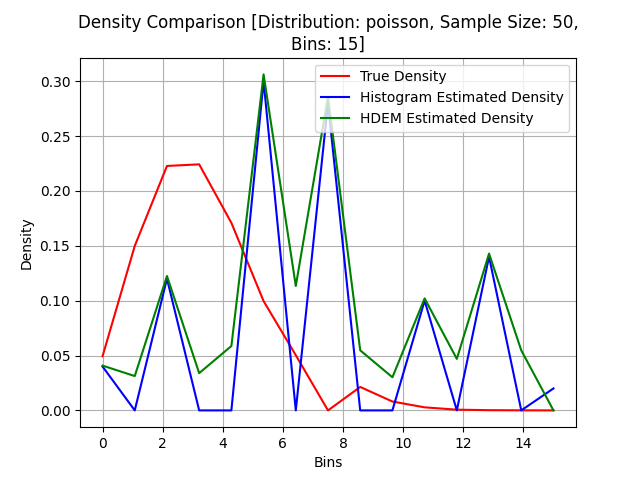 Density Comparison [Distribution: poisson, Sample Size: 50,
Bins: 15]
True Density
Histogram Estimated Density
HDEM Estimated Density
0.30
0.25
0.20
0.15
0.10
0.05
0.00
Density
0 2 4 6 8 10 12 14
Bins